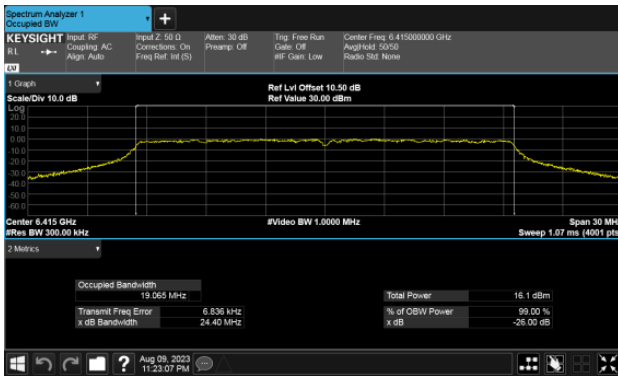 Spectrum Analyzer 1
Occupied BW
KEYSIGHT Input: RF Input Z: 50 Ω Atten: 30 dB Trig: Free Run Center Freq: 6.415000000 GHz
RL Coupling: AC Corrections: On Preamp: Off Gate: Off Avg|Hold: 50/50
Align: Auto Freq Ref: Int (S) #IF Gain: Low Radio Std: None
LXI
1 Graph Ref Lvl Offset 10.50 dB
Scale/Div 10.0 dB Ref Value 30.00 dBm
Log
20.0
10.0
0.00
-10.0
-20.0
-30.0
-40.0
-50.0
-60.0
Center 6.415 GHz #Video BW 1.0000 MHz Span 30 MH
#Res BW 300.00 kHz Sweep 1.07 ms (4001 pts
2 Metrics
Occupied Bandwidth
19.065 MHz Total Power 16.1 dBm
Transmit Freq Error 6.836 kHz % of OBW Power 99.00 %
x dB Bandwidth 24.40 MHz x dB -26.00 dB
? Aug 09, 2023
11:23:07 PM